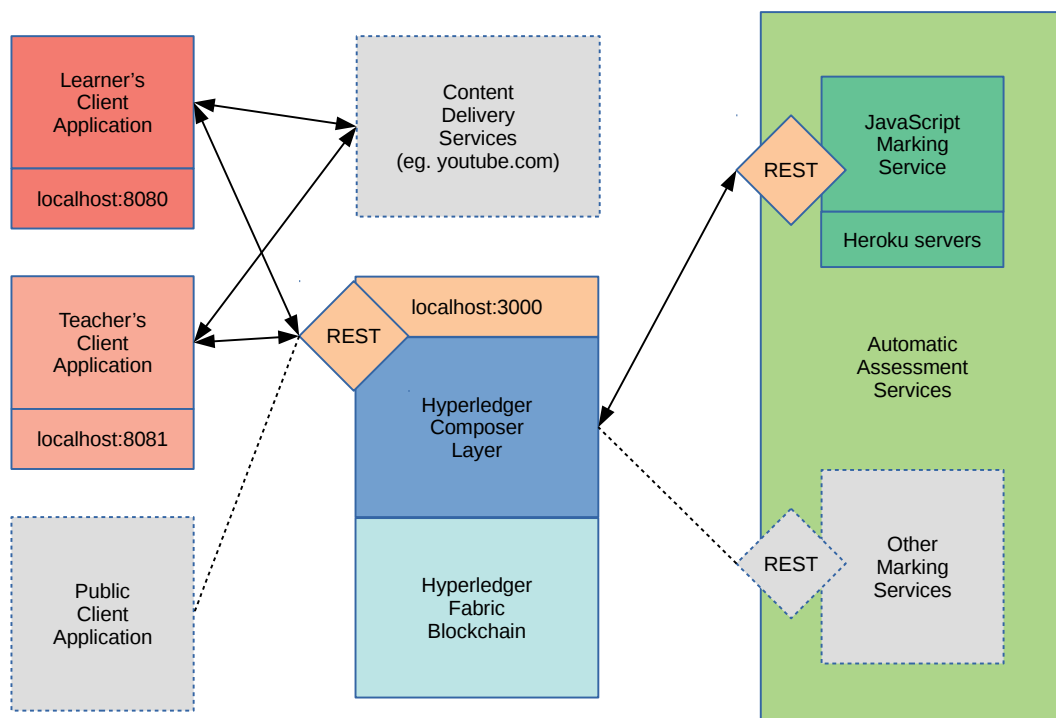 Learner’s
Client
Application
localhost:8080
Content
Delivery
Services
(eg. youtube.com)
REST
JavaScript
Marking
Service
Heroku servers
Teacher’s
Client
Application
localhost:8081
REST
localhost:3000
Hyperledger
Composer
Layer
Automatic
Assessment
Services
Public
Client
Application
Hyperledger
Fabric
Blockchain
REST
Other
Marking
Services